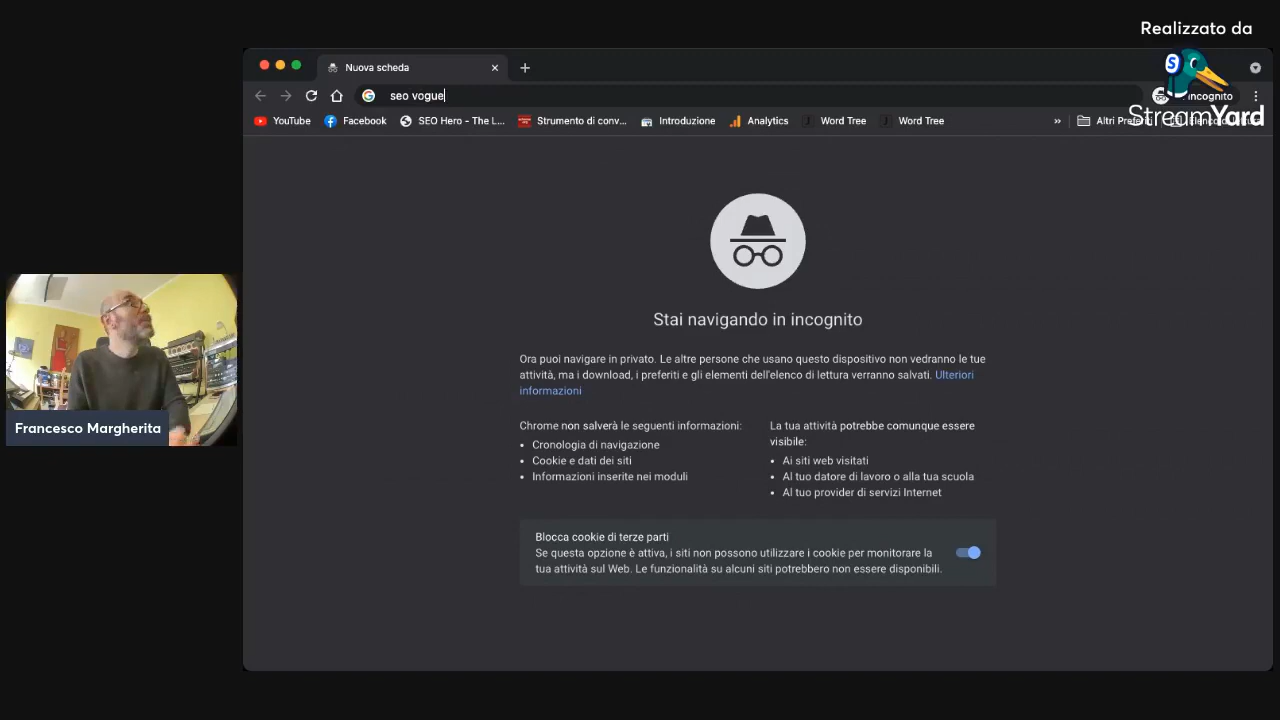 Realizzato da
StreamYard
Nuova scheda
seo vogue
incognito
YouTube
Facebook
SEO Hero - The L...
Strumento di conv...
Introduzione
Analytics
Word Tree
Word Tree
»
Altri Prefer
Stai navigando in incognito
Ora puoi navigare in privato. Le altre persone che usano questo dispositivo non vedranno le tue
attività, ma i download, i preferiti e gli elementi dell'elenco di lettura verranno salvati. Ulteriori
informazioni
Chrome non salverà le seguenti informazioni:
• Cronologia di navigazione
• Cookie e dati dei siti
• Informazioni inserite nei moduli
La tua attività potrebbe comunque essere
visibile:
• Ai siti web visitati
• Al tuo datore di lavoro o alla tua scuola
• Al tuo provider di servizi Internet
Blocca cookie di terze parti
Se questa opzione è attiva, i siti non possono utilizzare i cookie per monitorare la
tua attività sul Web. Le funzionalità su alcuni siti potrebbero non essere disponibili.
Francesco Margherita